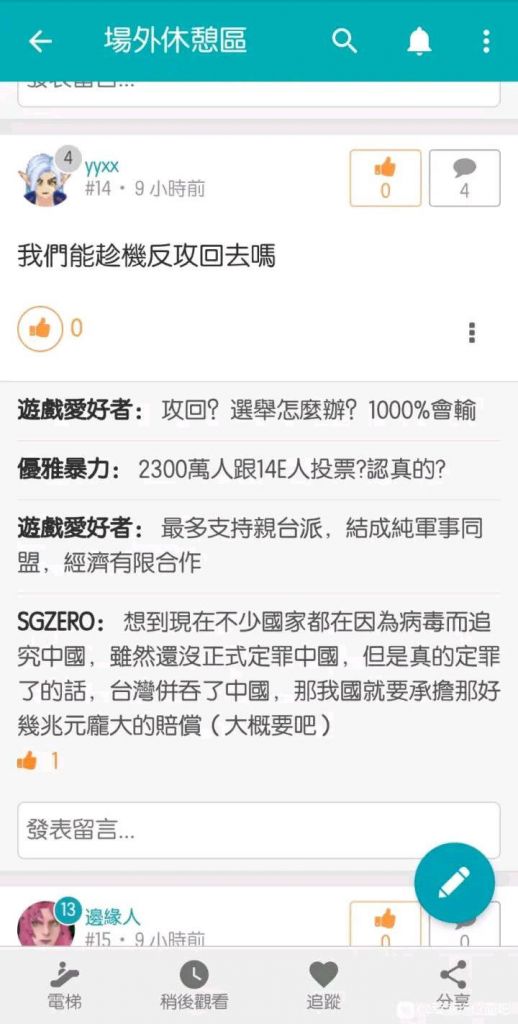 場外休憩區
發表留言...
4
yyxx
#14・9 小時前
0
4
我們能趁機反攻回去嗎
0
遊戲愛好者： 攻回？選舉怎麼辦？1000%會輸
優雅暴力： 2300萬人跟14E人投票?認真的?
遊戲愛好者： 最多支持親台派，結成純軍事同
盟，經濟有限合作
SGZERO： 想到現在不少國家都在因為病毒而追
究中國，雖然還沒正式定罪中國，但是真的定罪
了的話，台灣併吞了中國，那我國就要承擔那好
幾兆元龐大的賠償（大概要吧）
1
發表留言...
13
邊緣人
#15・9 小時前
0
0
電梯
稍後觀看
追蹤
分享